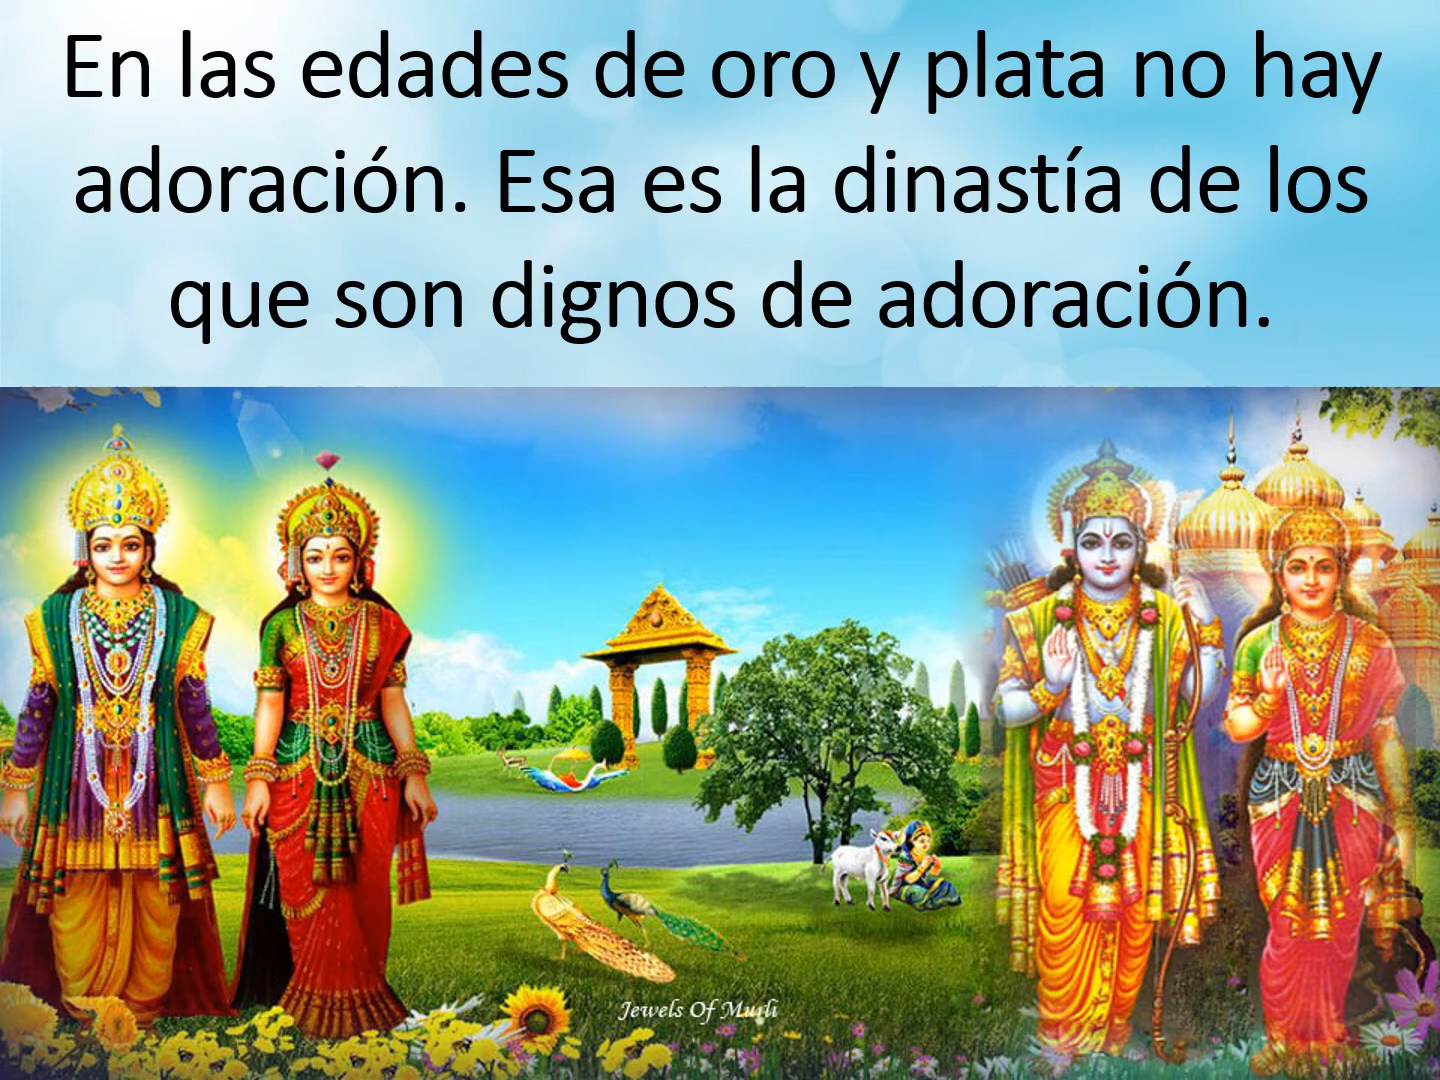 En las edades de oro y plata no hay
adoración. Esa es la dinastía de los
que son dignos de adoración.
Jewels Of Murli